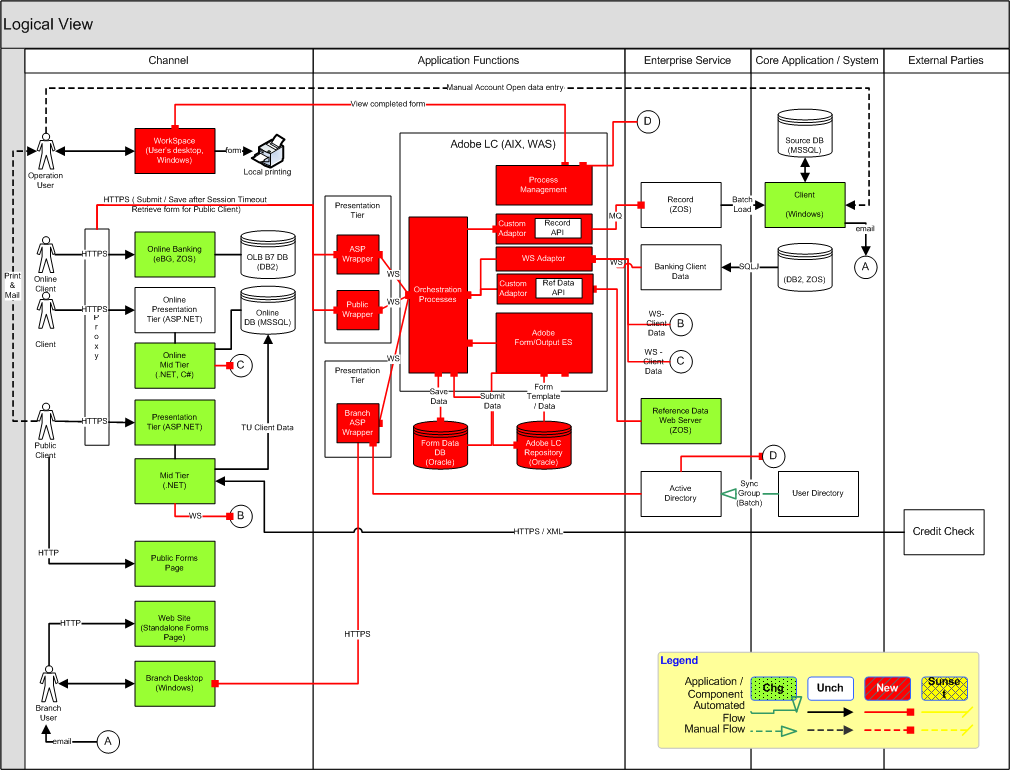 Logical View
Channel
Application Functions
Enterprise Service
Core Application / System
External Parties
Manual Account Open data entry
View completed form
Operation
User
WorkSpace
(User's desktop,
Windows)
form
Local printing
HTTPS ( Submit / Save after Session Timeout
Retrieve form for Public Client)
Print
&
Mail
Online
Client
HTTPS
Online Banking
(eBG, ZOS)
OLB B7 DB
(DB2)
Client
HTTPS
P
r
o
x
y
Online
Presentation
Tier (ASP.NET)
Online
DB (MSSQL)
Online
Mid Tier
(.NET, C#)
C
Public
Client
HTTPS
Presentation
Tier (ASP.NET)
TU Client Data
Mid Tier
(.NET)
WS
B
HTTP
Public Forms
Page
HTTP
Web Site
(Standalone Forms
Page)
Branch Desktop
(Windows)
Branch
User
email
A
Presentation
Tier
ASP
Wrapper
Public
Wrapper
WS
WS
WS
Presentation
Tier
Branch
ASP
Wrapper
HTTPS
Adobe LC (AIX, WAS)
Process
Management
Orchestration
Processes
Custom
Adaptor
Record
API
WS Adaptor
Custom
Adaptor
Ref Data
API
Adobe
Form/Output ES
Save
Data
Submit
Data
Form
Template
/ Data
Form Data
DB
(Oracle)
Adobe LC
Repository
(Oracle)
D
MQ
Record
(ZOS)
Batch
Load
WS
Banking Client
Data
SQLJ
WS-
Client
Data
B
WS -
Client
Data
C
Reference Data
Web Server
(ZOS)
D
Active
Directory
Sync
Group
(Batch)
User Directory
HTTPS / XML
Source DB
(MSSQL)
Client
(Windows)
email
A
(DB2, ZOS)
Credit Check
Legend
Application /
Component
Chg
Unch
New
Sunse
t
Automated
Flow
Manual Flow